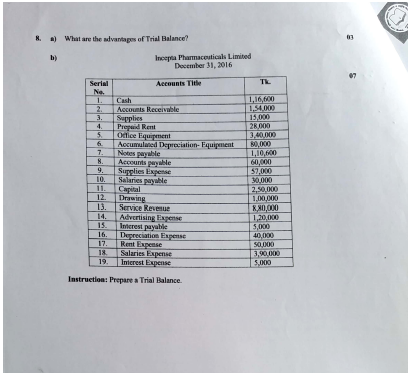 8. a) What are the advantages of Trial Balance? 03
b) Incepta Pharmaceuticals Limited
December 31, 2016
07
Serial No. Accounts Title Tk.
1. Cash 1,16,600
2. Accounts Receivable 1,54,000
3. Supplies 15,000
4. Prepaid Rent 28,000
5. Office Equipment 3,40,000
6. Accumulated Depreciation- Equipment 80,000
7. Notes payable 1,10,600
8. Accounts payable 60,000
9. Supplies Expense 57,000
10. Salaries payable 30,000
11. Capital 2,50,000
12. Drawing 1,00,000
13. Service Revenue 8,80,000
14. Advertising Expense 1,20,000
15. Interest payable 5,000
16. Depreciation Expense 40,000
17. Rent Expense 50,000
18. Salaries Expense 3,90,000
19. Interest Expense 5,000
Instruction: Prepare a Trial Balance.